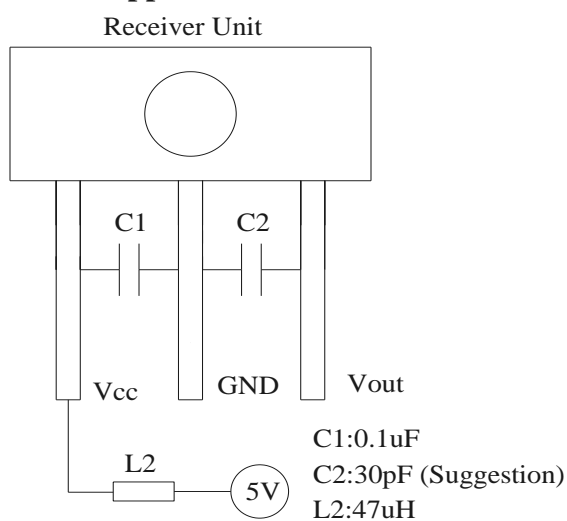 Receiver Unit
C1
C2
Vcc
GND
Vout
L2
5V
C1:0.1uF
C2:30pF (Suggestion)
L2:47uH